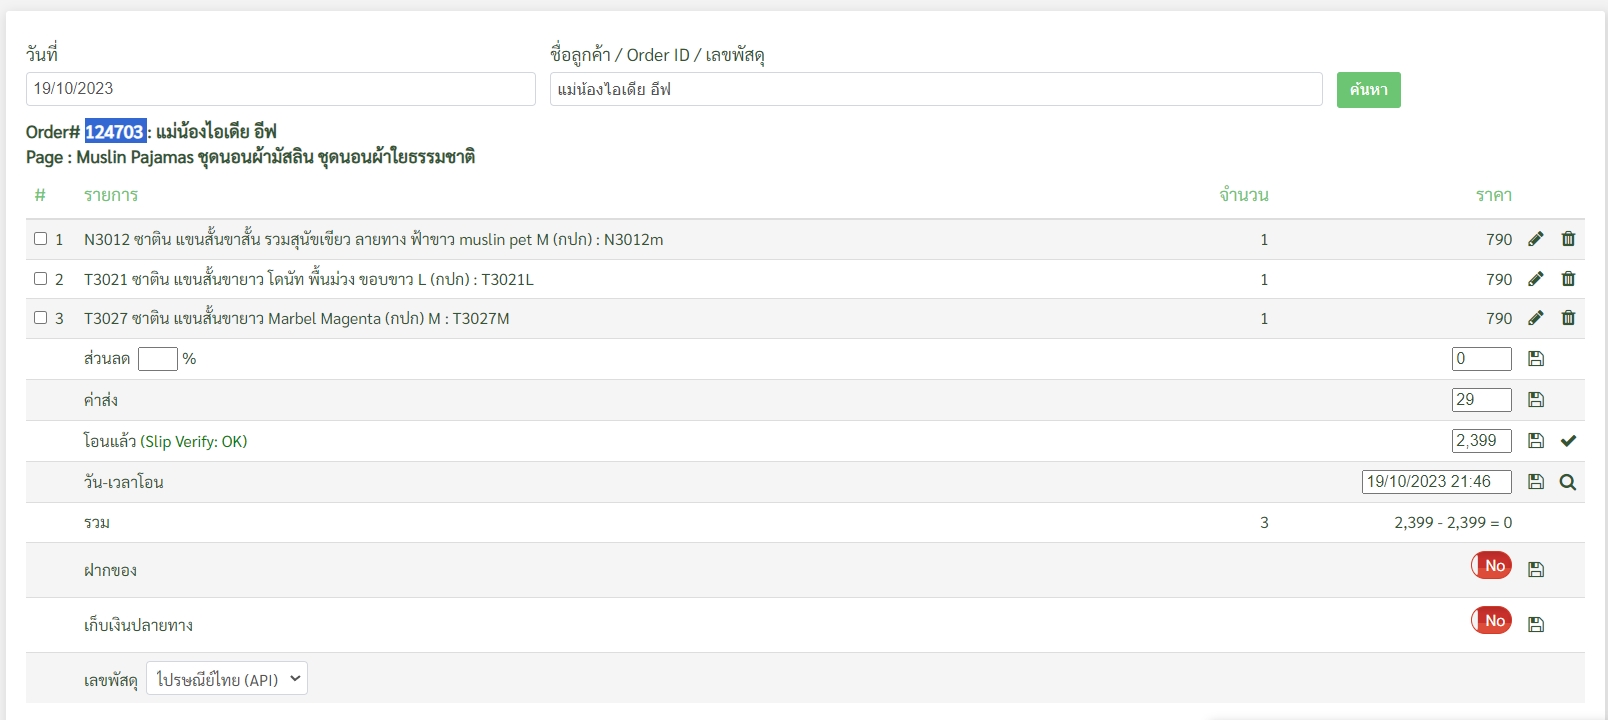 วันที่ ชื่อลูกค้า / Order ID / เลขพัสดุ
19/10/2023 แม่น้องไอเดีย อีฟ ค้นหา
Order# 124703 : แม่น้องไอเดีย อีฟ
Page : Muslin Pajamas ชุดนอนผ้ามัสลิน ชุดนอนผ้าใยธรรมชาติ
# รายการ จำนวน ราคา
1 N3012 ซาติน แขนสั้นขาสั้น รวมสุนัขเขียว ลายทาง ฟ้าขาว muslin pet M (กปก) : N3012m 1 790
2 T3021 ซาติน แขนสั้นขายาว โดนัท พื้นม่วง ขอบขาว L (กปก) : T3021L 1 790
3 T3027 ซาติน แขนสั้นขายาว Marbel Magenta (กปก) M : T3027M 1 790
ส่วนลด % 0
ค่าส่ง 29
โอนแล้ว (Slip Verify: OK) 2,399
วัน-เวลาโอน 19/10/2023 21:46
รวม 3 2,399 - 2,399 = 0
ฝากของ No
เก็บเงินปลายทาง No
เลขพัสดุ ไปรษณีย์ไทย (API)